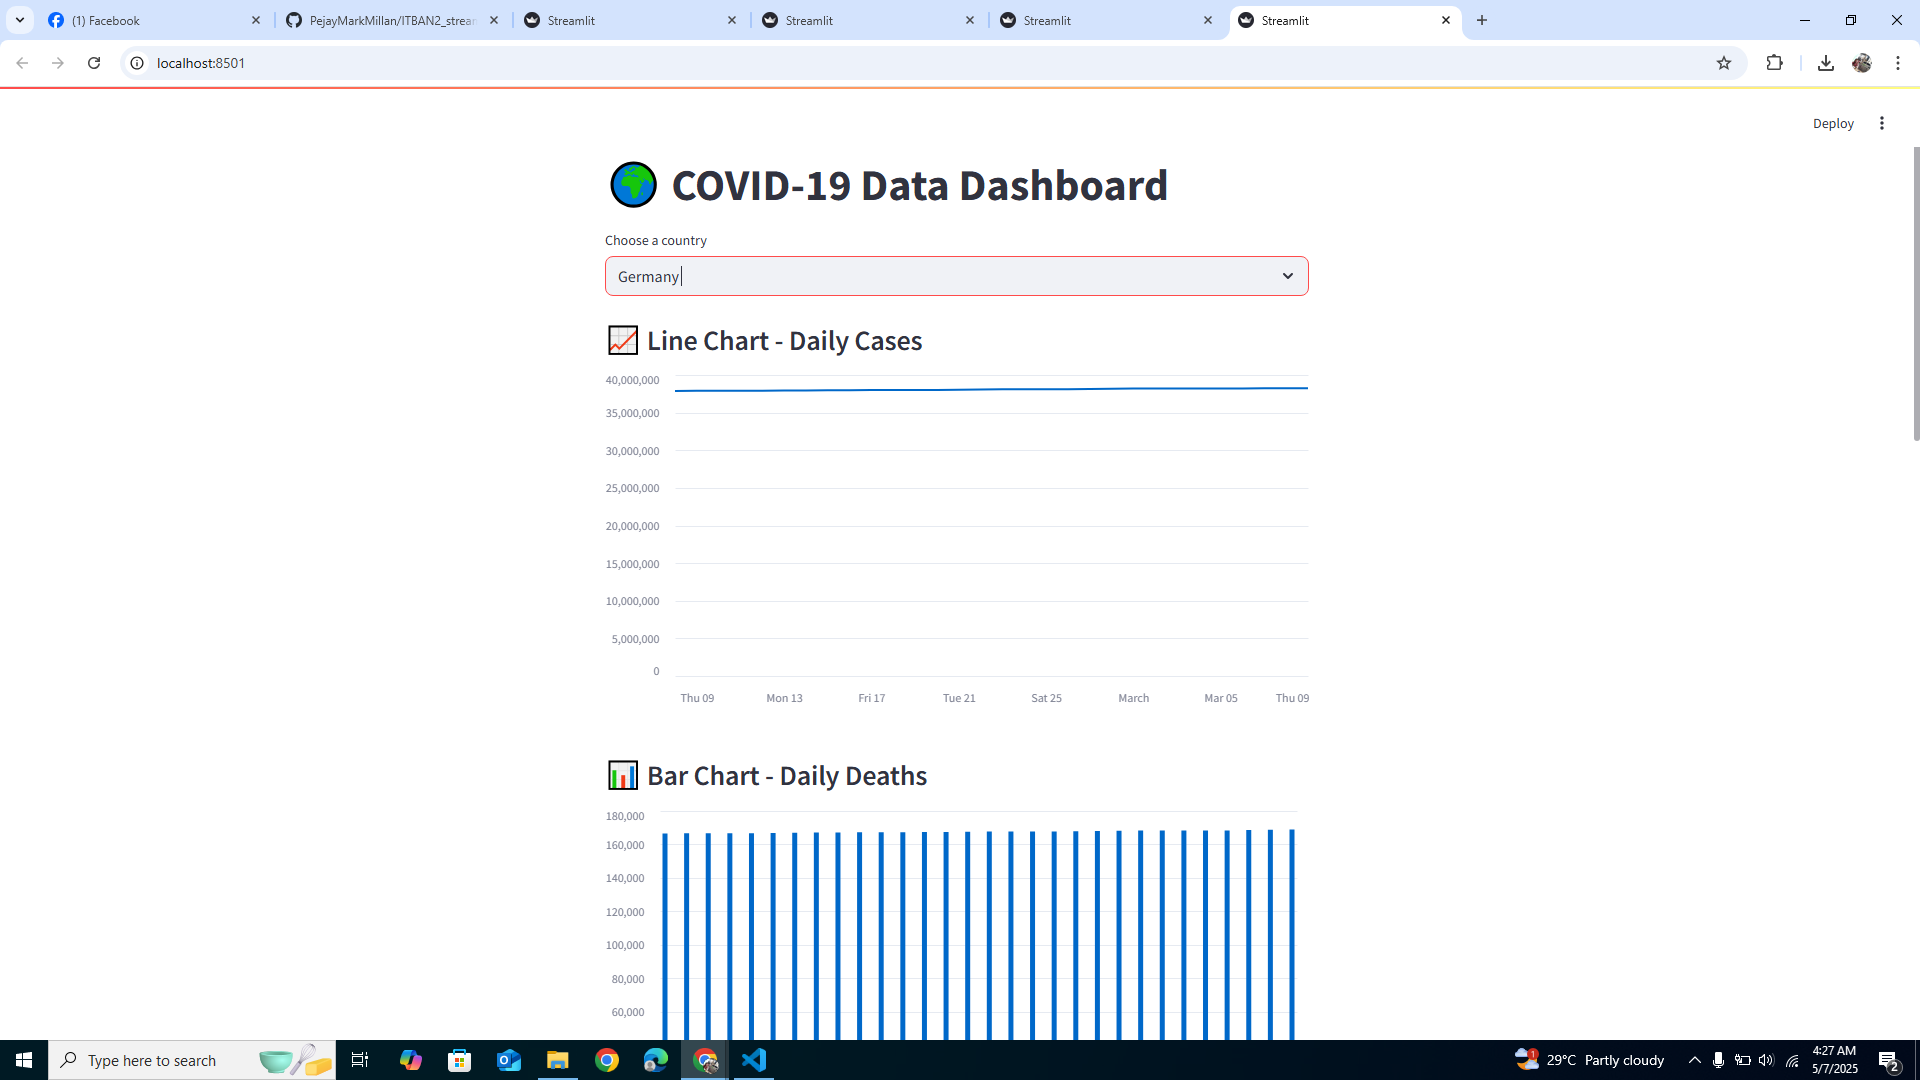 (1) Facebook
PejayMarkMillan/ITBAN2_strea
Streamlit
Streamlit
Streamlit
Streamlit
localhost:8501
Deploy
COVID-19 Data Dashboard
Choose a country
Germany
Line Chart - Daily Cases
40,000,000
35,000,000
30,000,000
25,000,000
20,000,000
15,000,000
10,000,000
5,000,000
0
Thu 09 Mon 13 Fri 17 Tue 21 Sat 25 March Mar 05 Thu 09
Bar Chart - Daily Deaths
180,000
160,000
140,000
120,000
100,000
80,000
60,000
Type here to search
1
29°C Partly cloudy
4:27 AM
5/7/2025
2